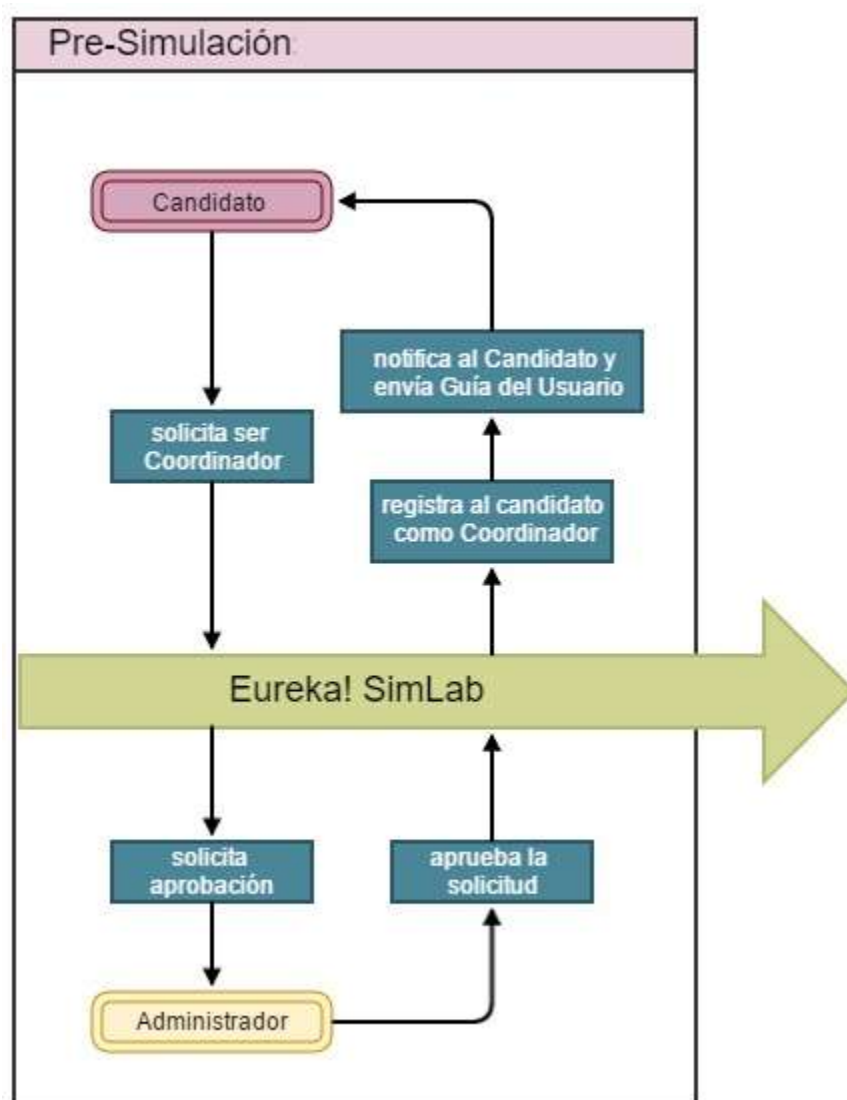 Pre-Simulación
Candidato
notifica al Candidato y
envía Guía del Usuario
solicita ser
Coordinador
registra al candidato
como Coordinador
Eureka! SimLab
solicita
aprobación
aprueba la
solicitud
Administrador